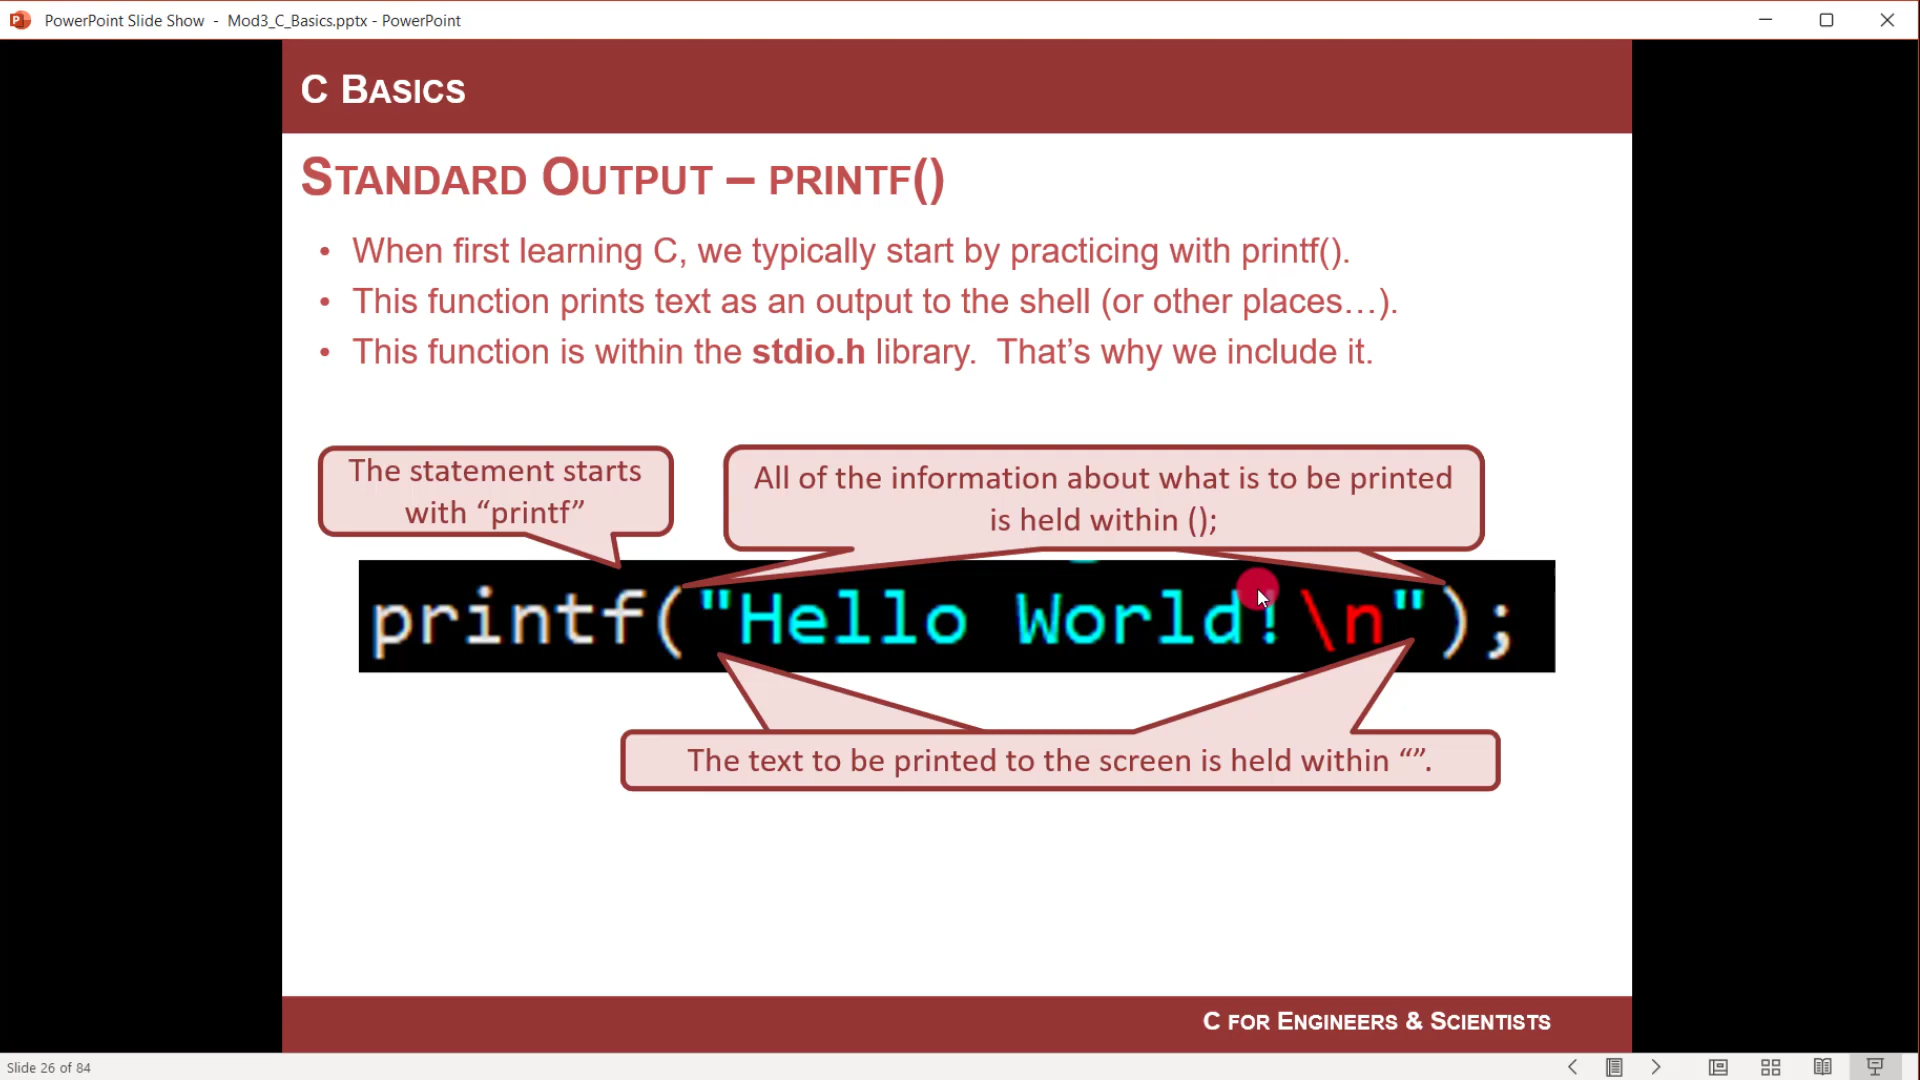 PowerPoint Slide Show - Mod3_C_Basics.pptx - PowerPoint
C BASICS
STANDARD OUTPUT – PRINTF()
• When first learning C, we typically start by practicing with printf().
• This function prints text as an output to the shell (or other places…).
• This function is within the stdio.h library. That's why we include it.
The statement starts
with “printf”
All of the information about what is to be printed
is held within ();
printf("Hello World!\n");
The text to be printed to the screen is held within “”.
C FOR ENGINEERS & SCIENTISTS
Slide 26 of 84